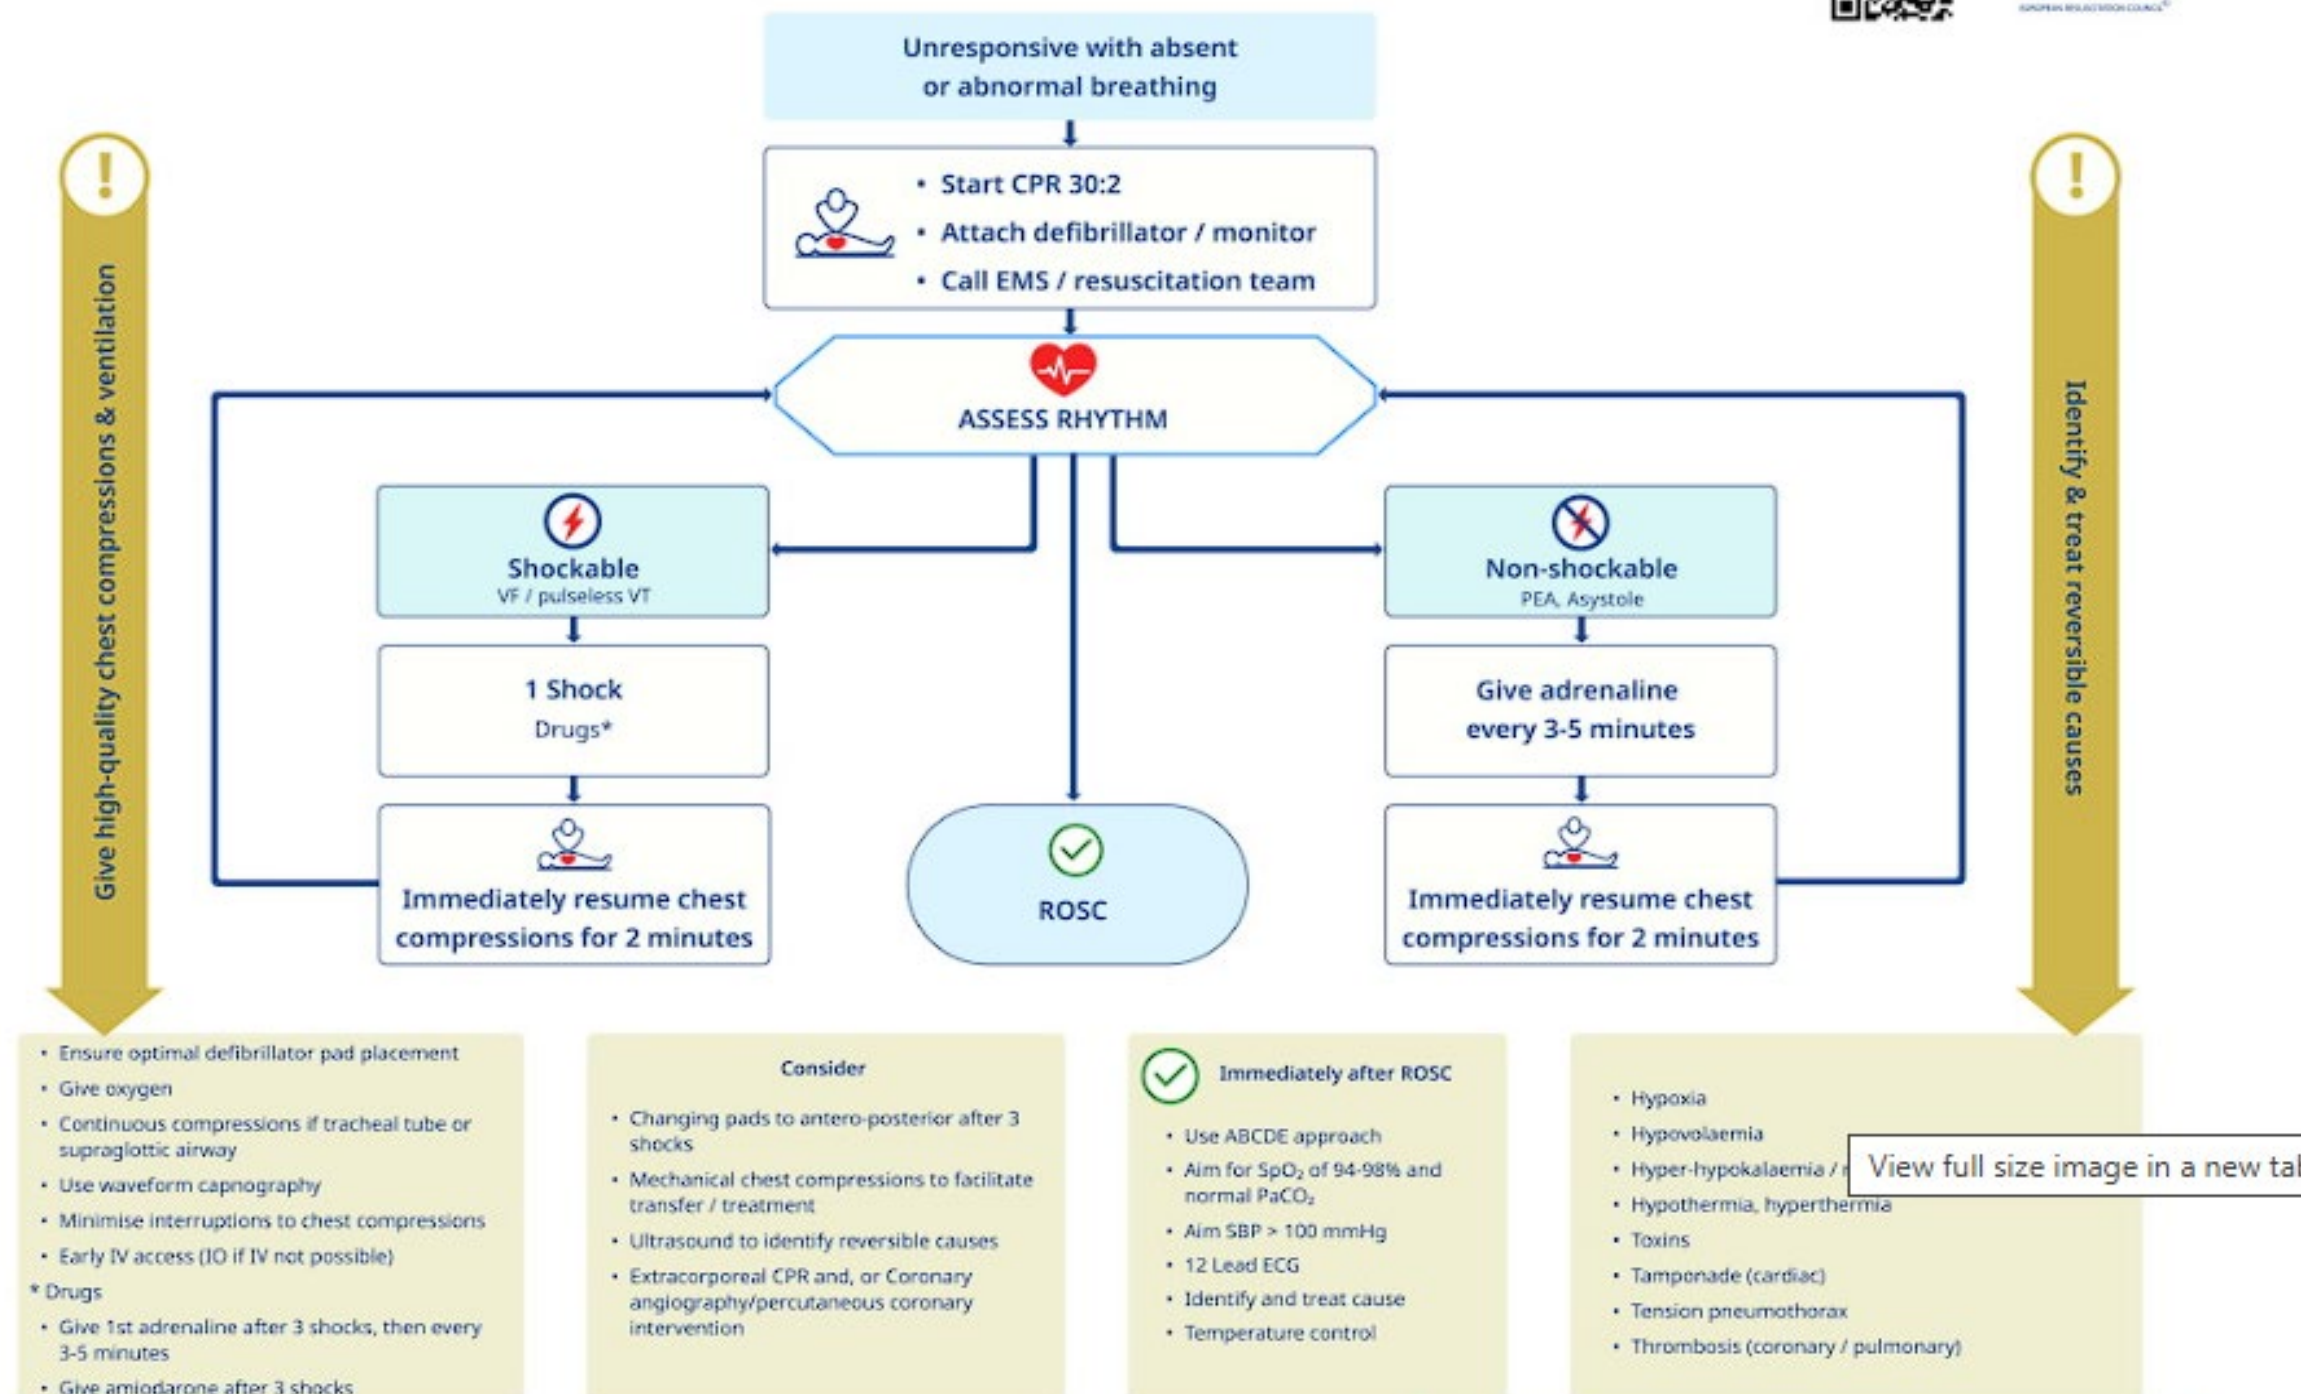 EUROPEAN RESUSCITATION COUNCIL
Unresponsive with absent
or abnormal breathing
• Start CPR 30:2
• Attach defibrillator / monitor
• Call EMS / resuscitation team
!
!
Give high-quality chest compressions & ventilation
Identify & treat reversible causes
ASSESS RHYTHM
Shockable
VF / pulseless VT
Non-shockable
PEA, Asystole
1 Shock
Drugs*
Give adrenaline
every 3-5 minutes
Immediately resume chest
compressions for 2 minutes
ROSC
Immediately resume chest
compressions for 2 minutes
• Ensure optimal defibrillator pad placement
• Give oxygen
• Continuous compressions if tracheal tube or
supraglottic airway
• Use waveform capnography
• Minimise interruptions to chest compressions
• Early IV access (IO if IV not possible)
* Drugs
• Give 1st adrenaline after 3 shocks, then every
3-5 minutes
• Give amiodarone after 3 shocks
Consider
• Changing pads to antero-posterior after 3
shocks
• Mechanical chest compressions to facilitate
transfer / treatment
• Ultrasound to identify reversible causes
• Extracorporeal CPR and, or Coronary
angiography/percutaneous coronary
intervention
Immediately after ROSC
• Use ABCDE approach
• Aim for SpO₂ of 94-98% and
normal PaCO₂
• Aim SBP > 100 mmHg
• 12 Lead ECG
• Identify and treat cause
• Temperature control
• Hypoxia
• Hypovolaemia
• Hyper-hypokalaemia /
• Hypothermia, hyperthermia
• Toxins
• Tamponade (cardiac)
• Tension pneumothorax
• Thrombosis (coronary / pulmonary)
View full size image in a new